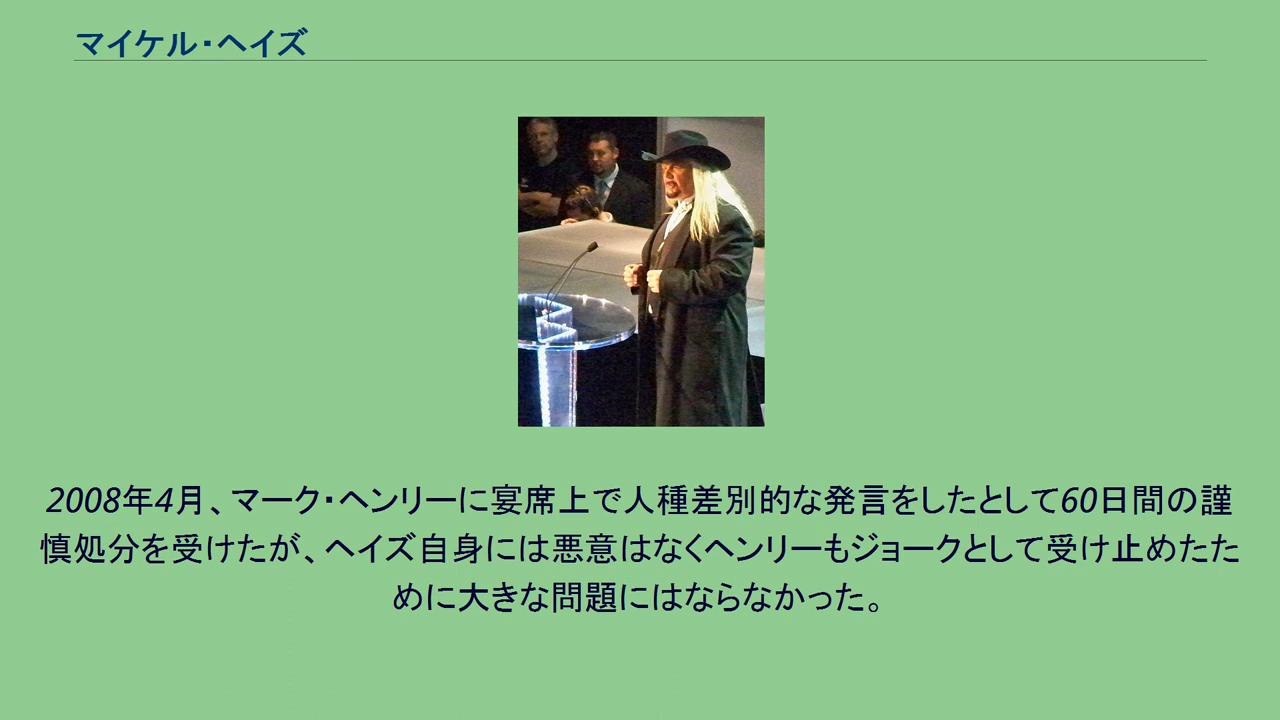 マイケル・ヘイズ
2008年4月、マーク・ヘンリーに宴席上で人種差別的な発言をしたとして60日間の謹
慎処分を受けたが、ヘイズ自身には悪意はなくヘンリーもジョークとして受け止めたた
めに大きな問題にはならなかった。